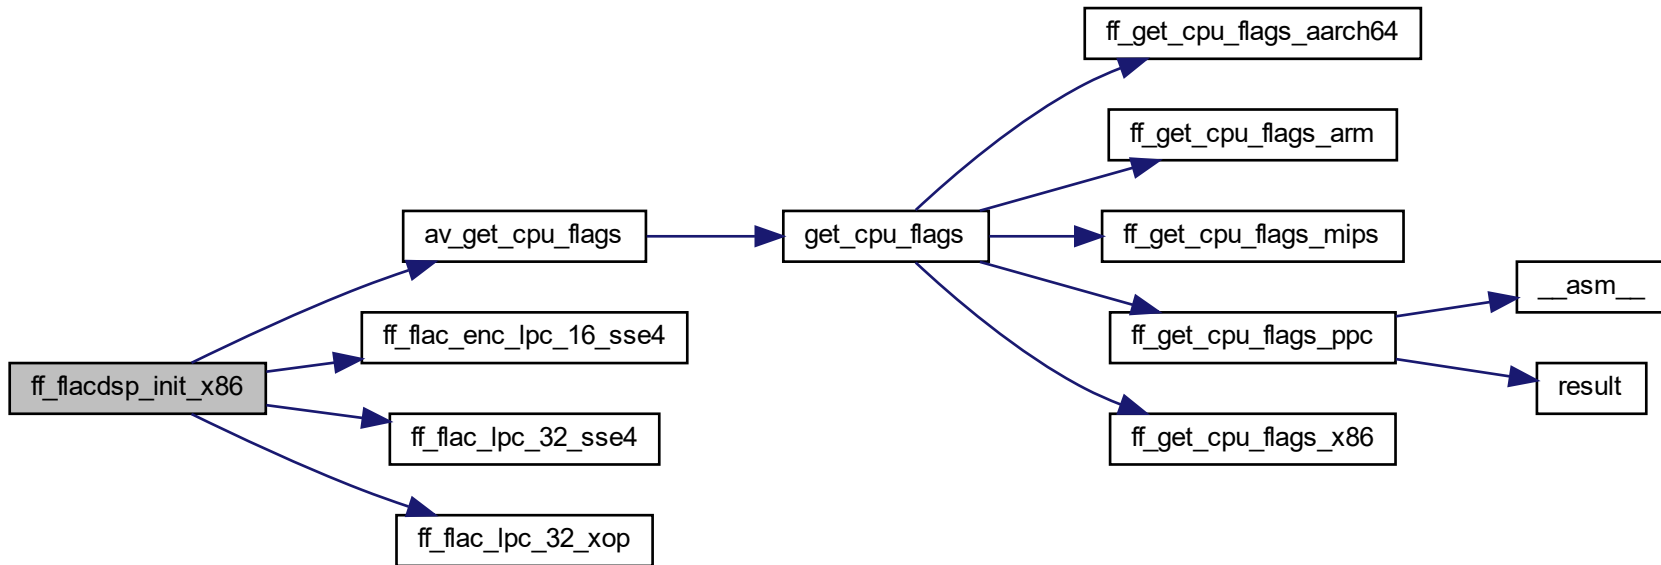 ff_get_cpu_flags_aarch64
ff_get_cpu_flags_arm
av_get_cpu_flags
get_cpu_flags
ff_get_cpu_flags_mips
__asm__
ff_flac_enc_lpc_16_sse4
ff_get_cpu_flags_ppc
ff_flacdsp_init_x86
result
ff_flac_lpc_32_sse4
ff_get_cpu_flags_x86
ff_flac_lpc_32_xop